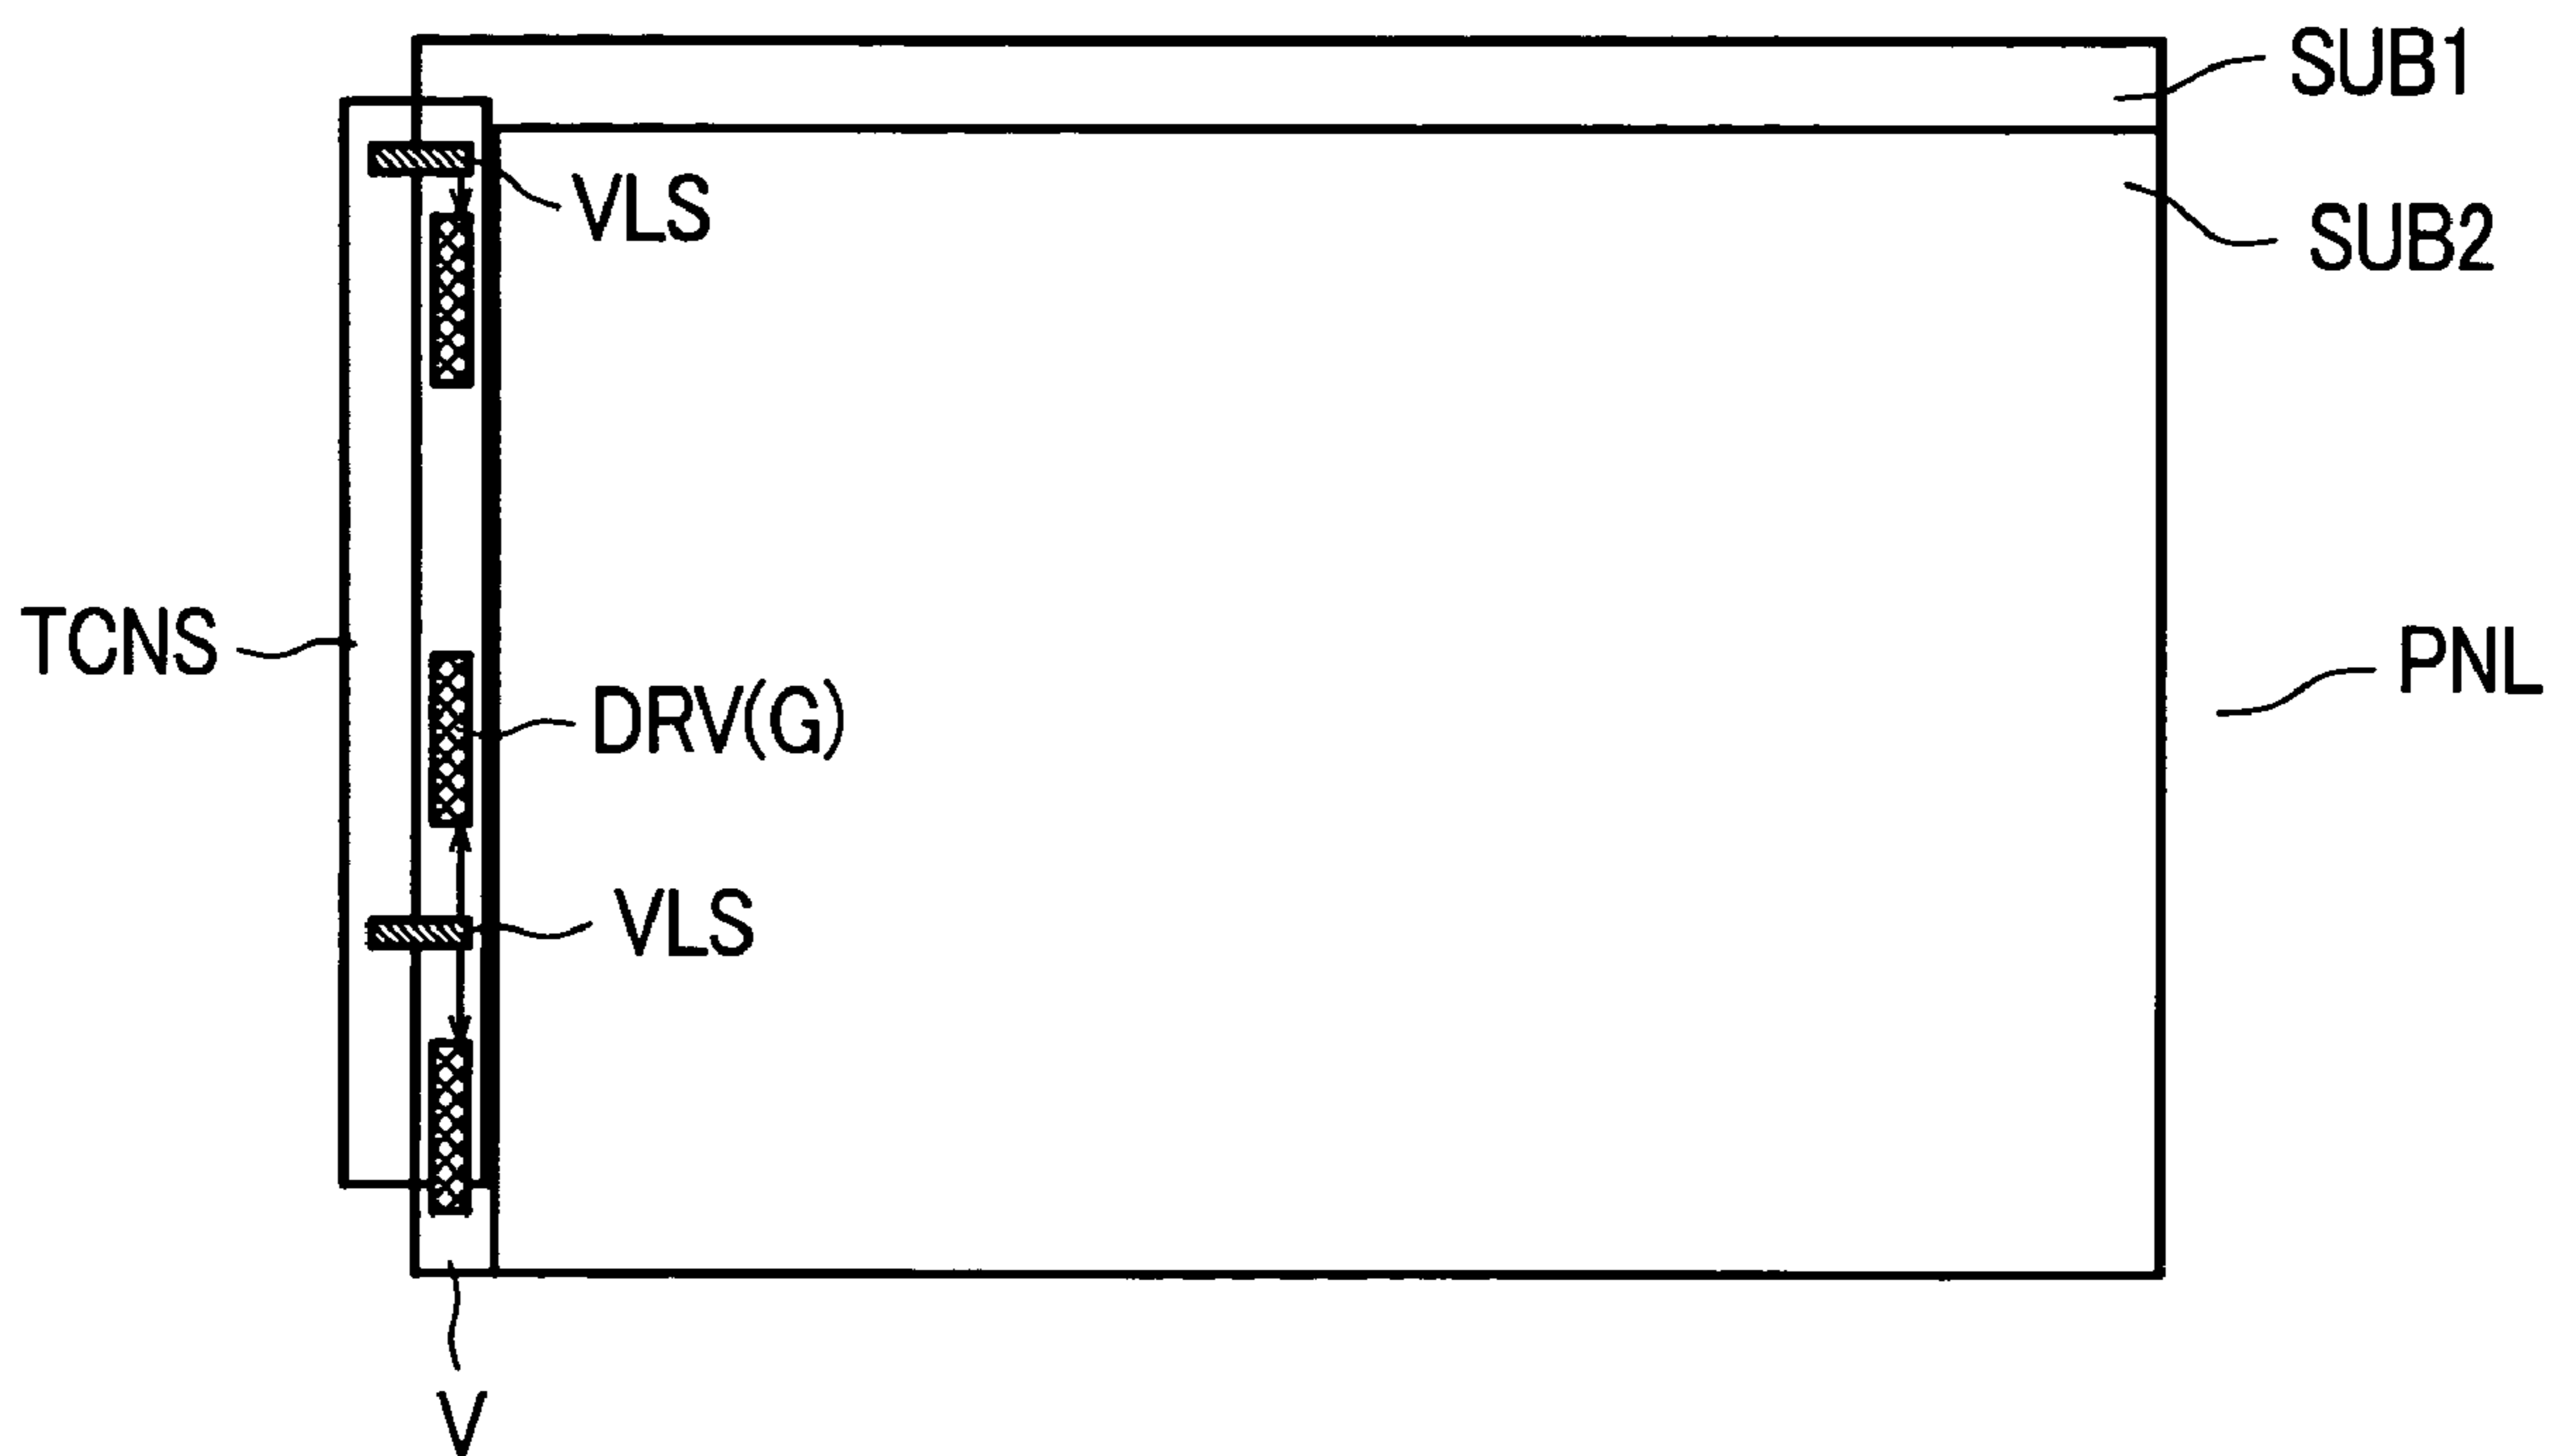 SUB1
VLS
SUB2
TCNS
PNL
DRV(G)
VLS
V